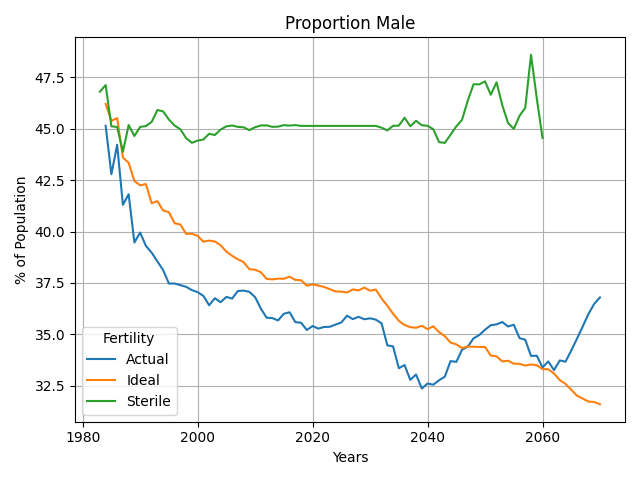 Proportion Male
% of Population
47.5
45.0
42.5
40.0
37.5
35.0
32.5
Fertility
Actual
Ideal
Sterile
1980
2000
2020
2040
2060
Years